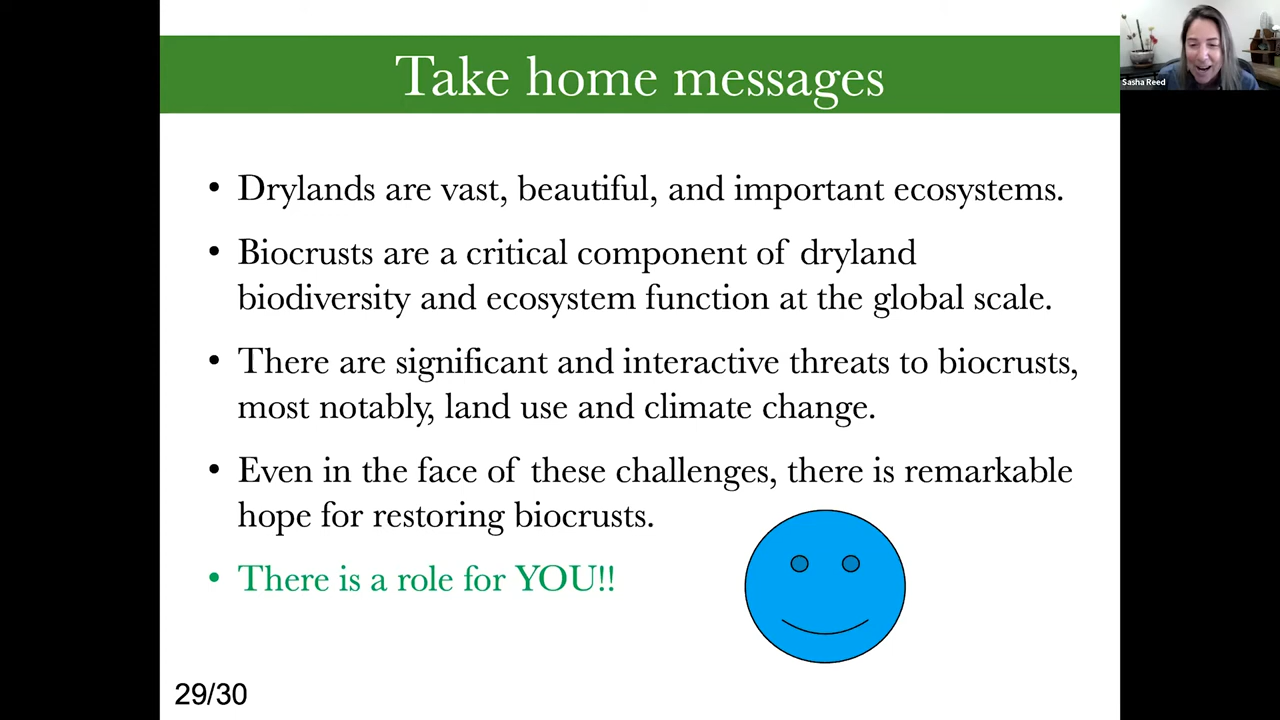 Take home messages
Sasha Reed
• Drylands are vast, beautiful, and important ecosystems.
• Biocrusts are a critical component of dryland
biodiversity and ecosystem function at the global scale.
• There are significant and interactive threats to biocrusts,
most notably, land use and climate change.
• Even in the face of these challenges, there is remarkable
hope for restoring biocrusts.
• There is a role for YOU!!
29/30